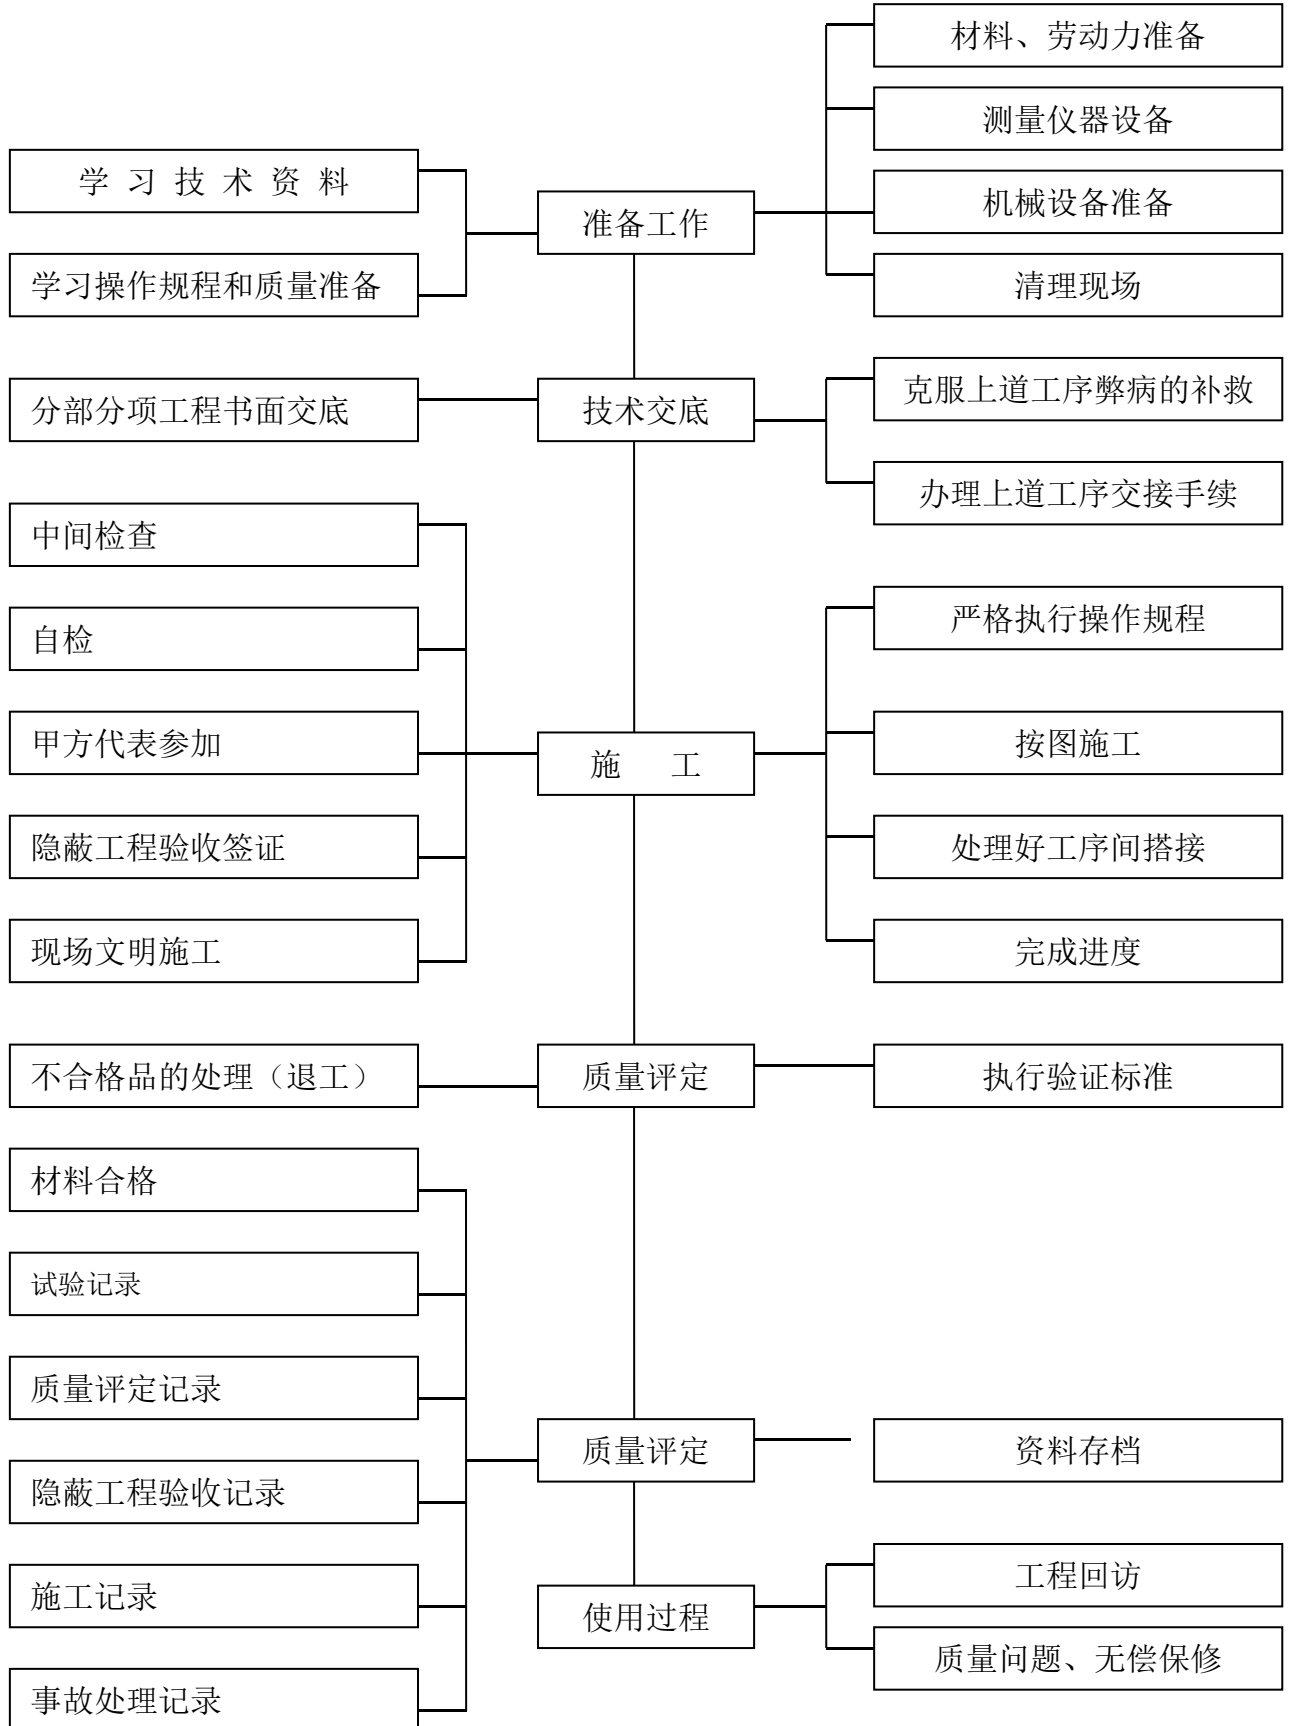 材料、劳动力准备
测量仪器设备
学 习 技 术 资 料
机械设备准备
准备工作
学习操作规程和质量准备
清理现场
克服上道工序弊病的补救
分部分项工程书面交底
技术交底
办理上道工序交接手续
中间检查
严格执行操作规程
自检
甲方代表参加
按图施工
施 工
隐蔽工程验收签证
处理好工序间搭接
现场文明施工
完成进度
不合格品的处理（退工）
质量评定
执行验证标准
材料合格
试验记录
质量评定记录
质量评定
资料存档
隐蔽工程验收记录
工程回访
施工记录
使用过程
质量问题、无偿保修
事故处理记录